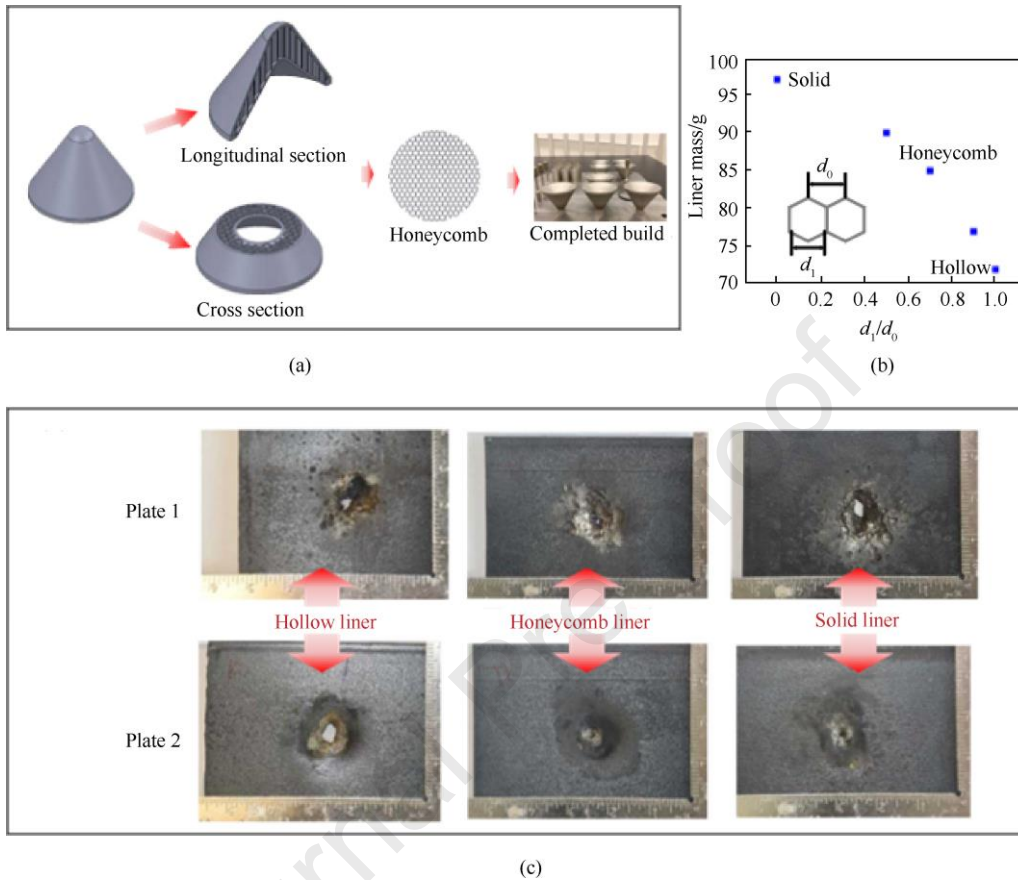 Longitudinal section
Cross section
Honeycomb
Completed build
(a)
100
95
90
85
80
75
70
Liner mass/g
Solid
Honeycomb
Hollow
d0
d1
0
0.2
0.4
0.6
0.8
1.0
d1/d0
(b)
Plate 1
Hollow liner
Honeycomb liner
Solid liner
Plate 2
(c)